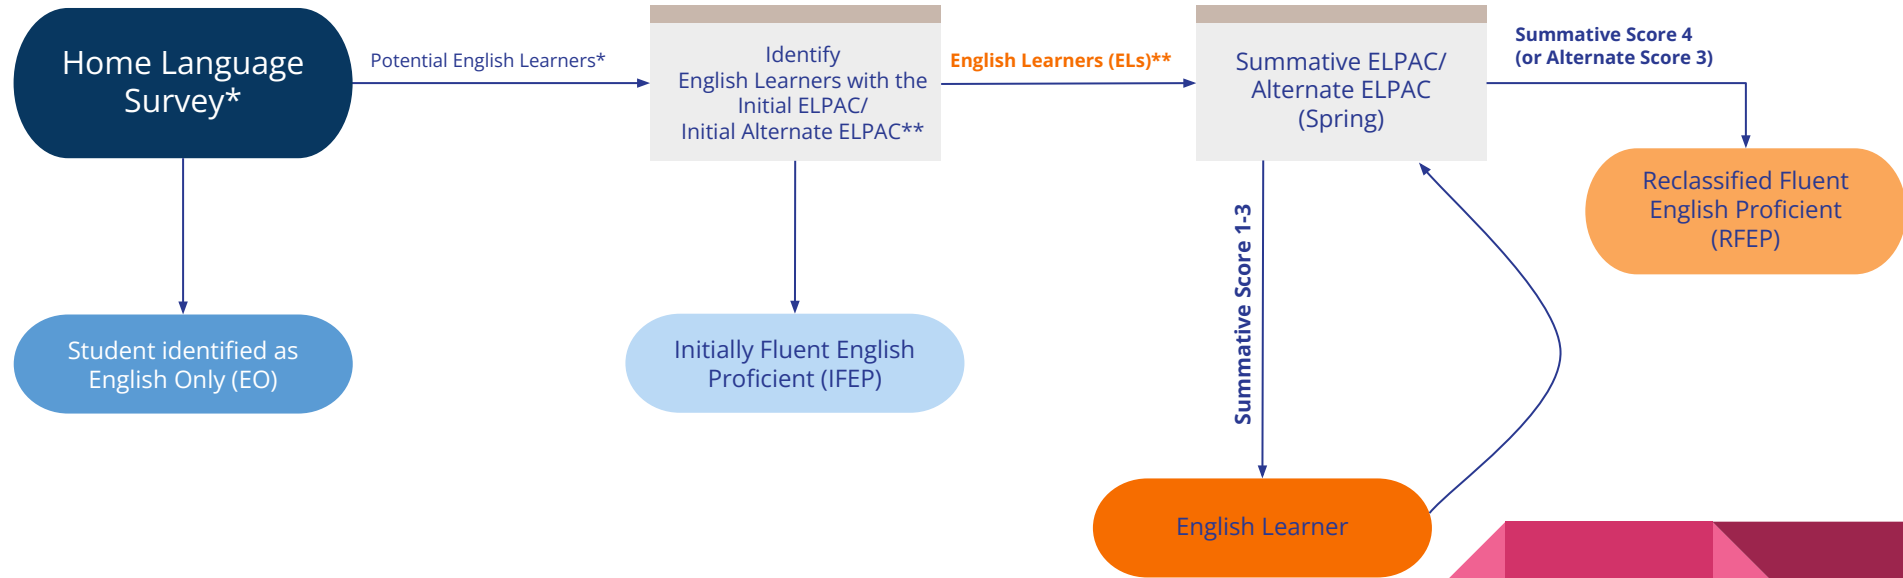 Home Language
Survey*
Potential English Learners*
Identify
English Learners with the
Initial ELPAC/
Initial Alternate ELPAC**
English Learners (ELs)**
Summative ELPAC/
Alternate ELPAC
(Spring)
Summative Score 4
(or Alternate Score 3)
Reclassified Fluent
English Proficient
(RFEP)
Student identified as
English Only (EO)
Initially Fluent English
Proficient (IFEP)
Summative Score 1-3
English Learner